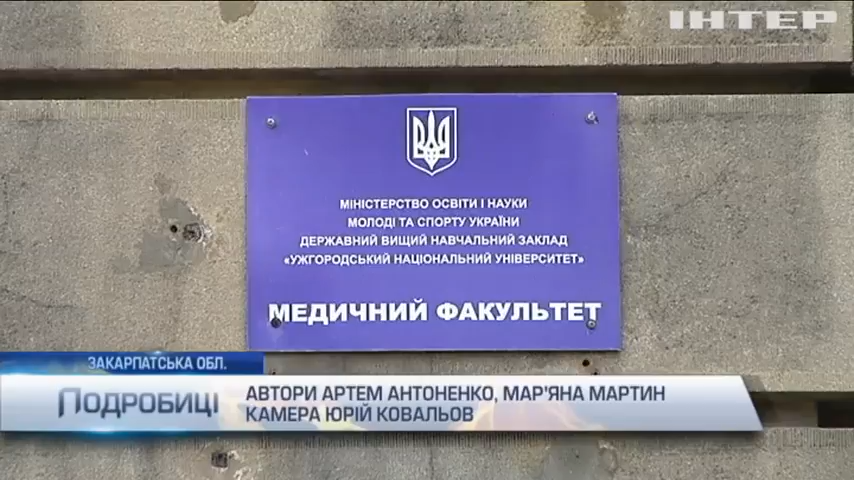 ІНТЕР
МІНІСТЕРСТВО ОСВІТИ І НАУКИ
МОЛОДІ ТА СПОРТУ УКРАЇНИ
ДЕРЖАВНИЙ ВИЩИЙ НАВЧАЛЬНИЙ ЗАКЛАД
«УЖГОРОДСЬКИЙ НАЦІОНАЛЬНИЙ УНІВЕРСИТЕТ»
МЕДИЧНИЙ ФАКУЛЬТЕТ
ЗАКАРПАТСЬКА ОБЛ.
ПОДРОБИЦІ
АВТОРИ АРТЕМ АНТОНЕНКО, МАР'ЯНА МАРТИН
КАМЕРА ЮРІЙ КОВАЛЬОВ